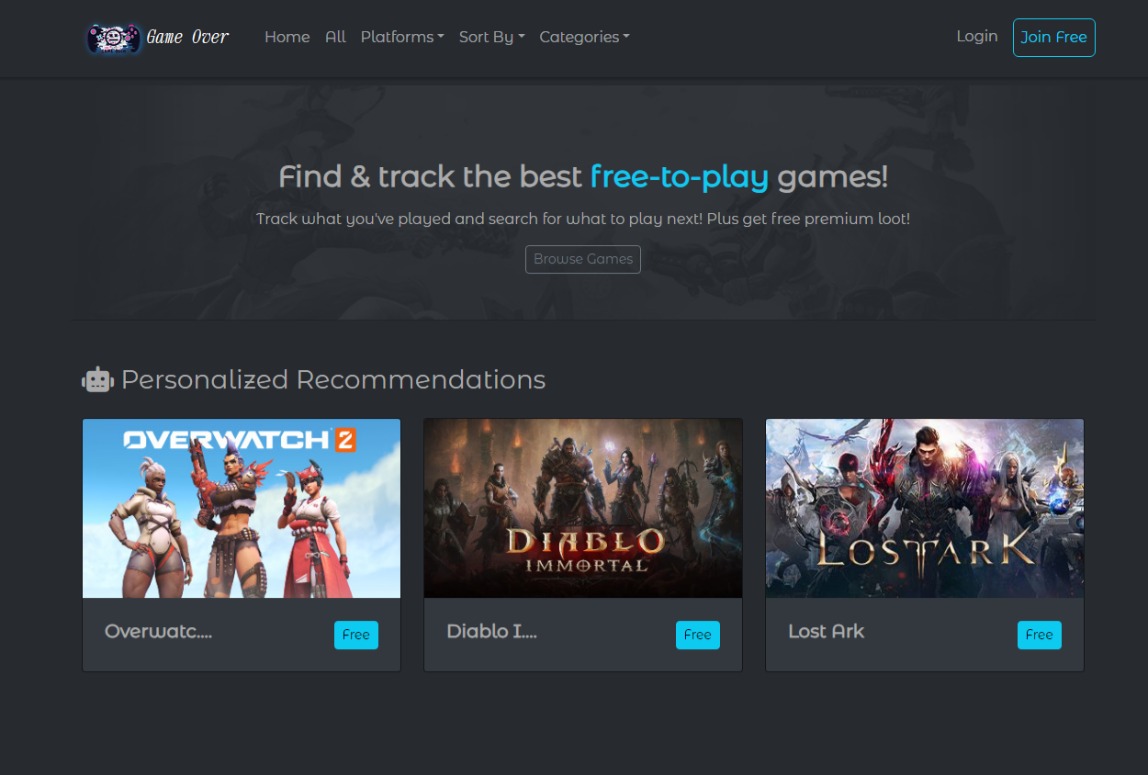 Game Over Home All Platforms Sort By Categories Login Join Free
Find & track the best free-to-play games!
Track what you've played and search for what to play next! Plus get free premium loot!
Browse Games
Personalized Recommendations
OVERWATCH 2
DIABLO
IMMORTAL
LOST ARK
Overwatc.... Free
Diablo I.... Free
Lost Ark Free